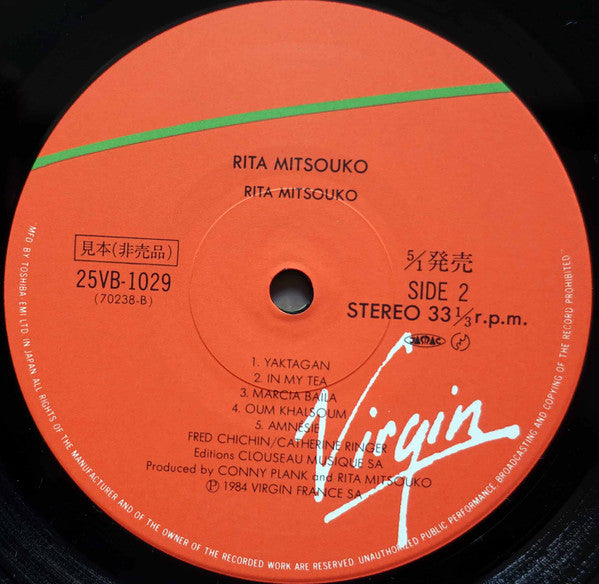 RITA MITSOUKO
RITA MITSOUKO
見本(非売品)
25VB-1029
(70238-B)
5/1発売
SIDE 2
STEREO 33 1/3 r.p.m.
JASRAC
1. YAKTAGAN
2. IN MY TEA
3. MARCIA BAILA
4. OUM KHALSOUM
5. AMNESIE
FRED CHICHIN/CATHERINE RINGER
Editions CLOUSEAU MUSIQUE SA
Produced by CONNY PLANK and RITA MITSOUKO
Ⓟ 1984 VIRGIN FRANCE SA
Virgin
"MFD BY TOSHIBA EMI LTD. IN JAPAN ALL RIGHTS OF THE MANUFACTURER AND OF THE OWNER OF THE RECORDED WORK ARE RESERVED. UNAUTHORIZED PUBLIC PERFORMANCE, BROADCASTING AND COPYING OF THE RECORD PROHIBITED"